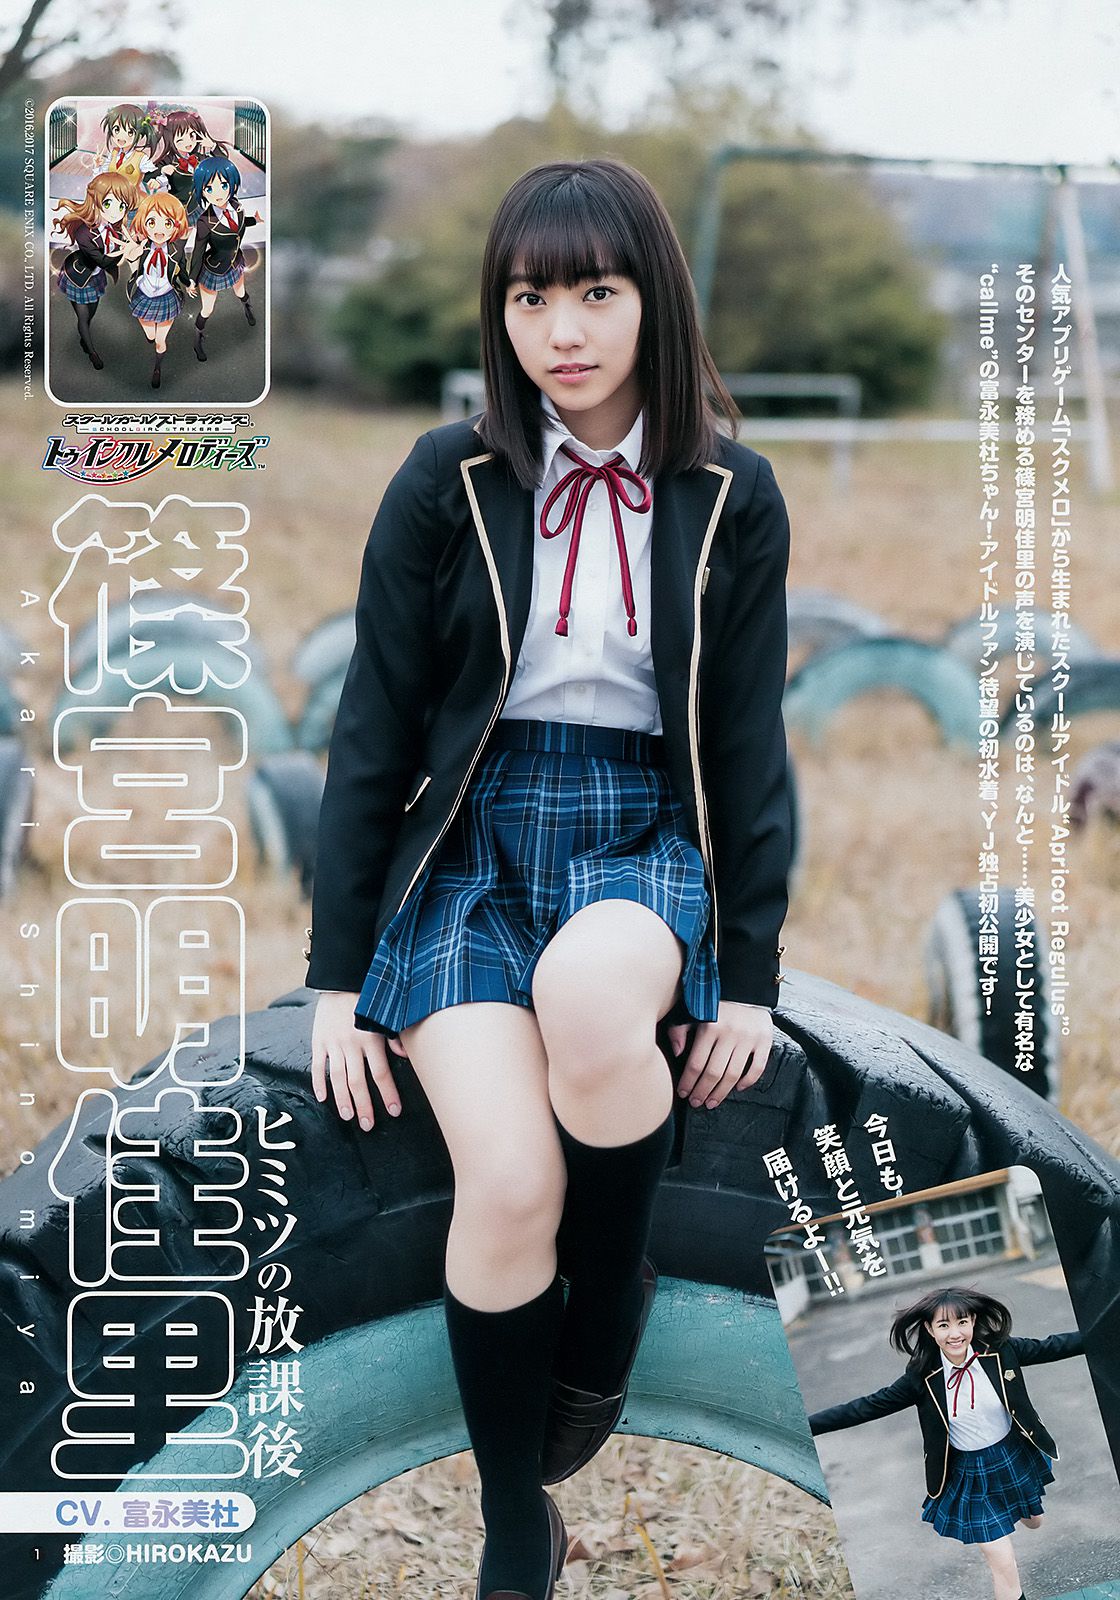 ©2016,2017 SQUARE ENIX CO., LTD. All Rights Reserved.
スクールガールストライカーズ
SCHOOLGIRL STRIKERS
トゥインクルメロディーズ™
篠宮明佳里
Akari Shinomiya
ヒミツの放課後
CV. 富永美杜
撮影◎HIROKAZU
1
人気アプリゲーム「スクメロ」から生まれたスクールアイドル“Apricot Regulus”。
そのセンターを務める篠宮明佳里の声を演じているのは、なんと……美少女として有名な
“callme”の富永美杜ちゃん！アイドルファン待望の初水着、YJ独占初公開です！
今日も。
笑顔と元気を
届けるよー!!